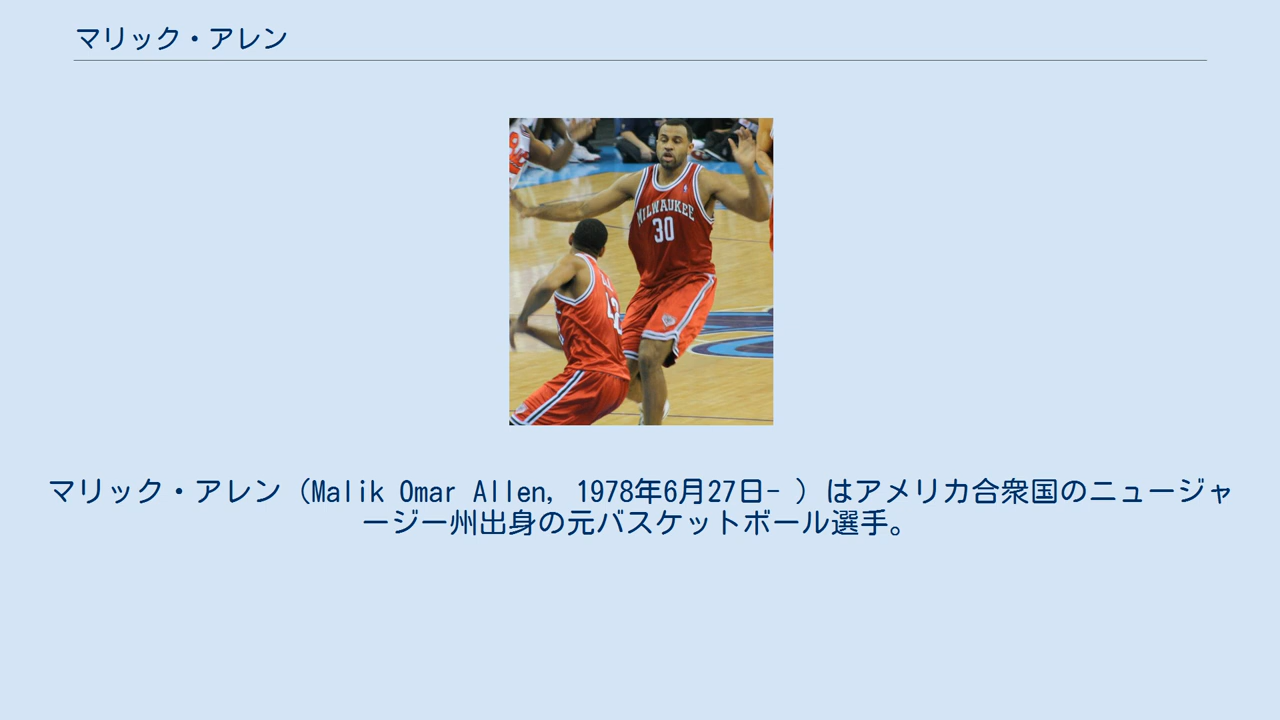 マリック・アレン
MILWAUKEE
30
42
マリック・アレン（Malik Omar Allen, 1978年6月27日- ）はアメリカ合衆国のニュージャ
ージー州出身の元バスケットボール選手。